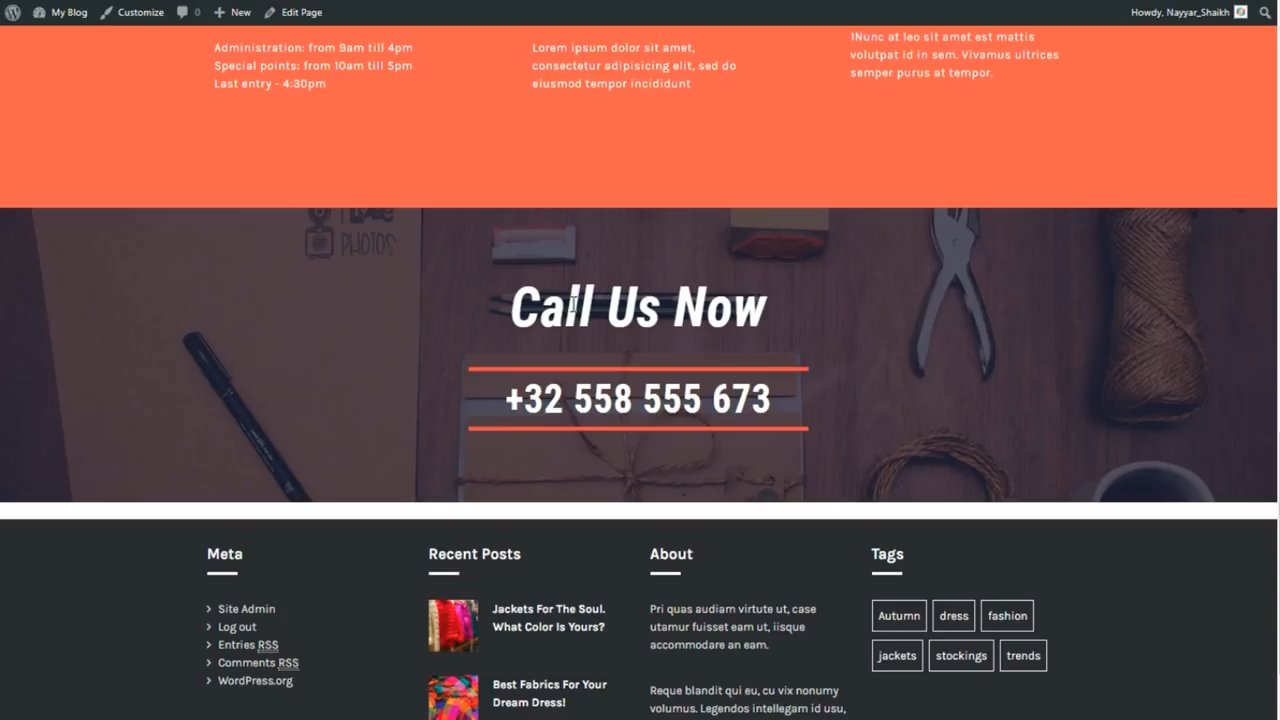 My Blog Customize 0 New Edit Page Howdy, Nayyar_Shaikh
Administration: from 9am till 4pm
Special points: from 10am till 5pm
Last entry - 4:30pm
Lorem ipsum dolor sit amet,
consectetur adipisicing elit, sed do
eiusmod tempor incididunt
1Nunc at leo sit amet est mattis
volutpat id in sem. Vivamus ultrices
semper purus at tempor.
PHOTOS
Call Us Now
+32 558 555 673
Meta
Site Admin
Log out
Entries RSS
Comments RSS
WordPress.org
Recent Posts
Jackets For The Soul.
What Color Is Yours?
Best Fabrics For Your
Dream Dress!
About
Pri quas audiam virtute ut, case
utamur fuisset eam ut, iisque
accommodare an eam.
Reque blandit qui eu, cu vix nonumy
volumus. Legendos intellegam id usu,
Tags
Autumn dress fashion
jackets stockings trends